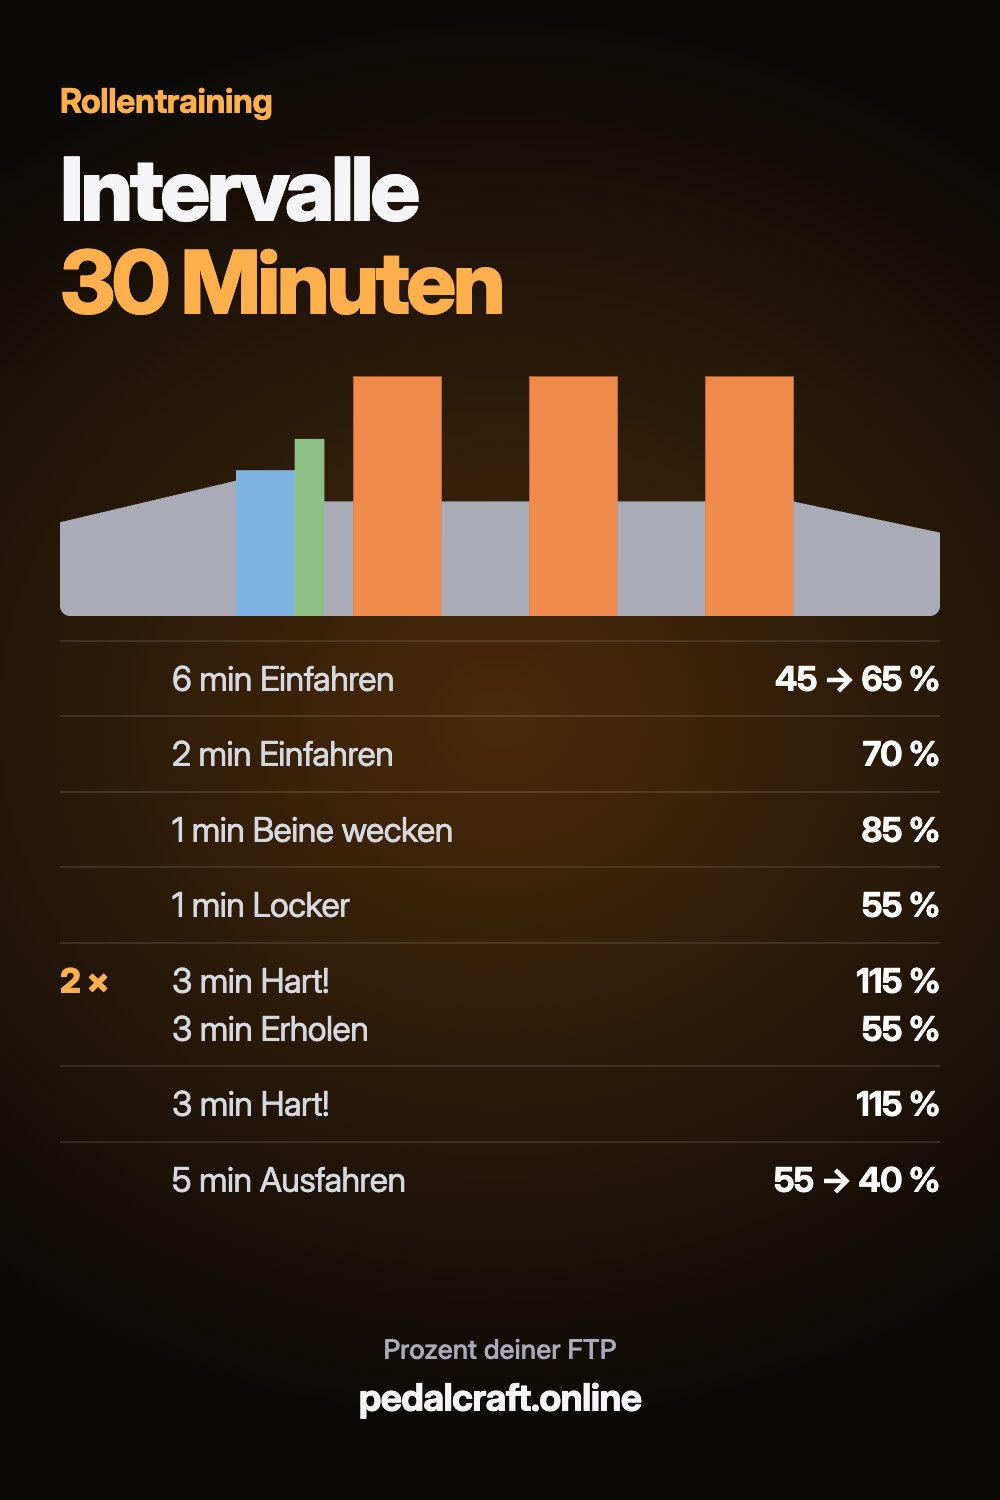 Rollentraining
Intervalle
30 Minuten
6 min Einfahren 45 → 65 %
2 min Einfahren 70 %
1 min Beine wecken 85 %
1 min Locker 55 %
2 × 3 min Hart! 115 %
3 min Erholen 55 %
3 min Hart! 115 %
5 min Ausfahren 55 → 40 %
Prozent deiner FTP
pedalcraft.online